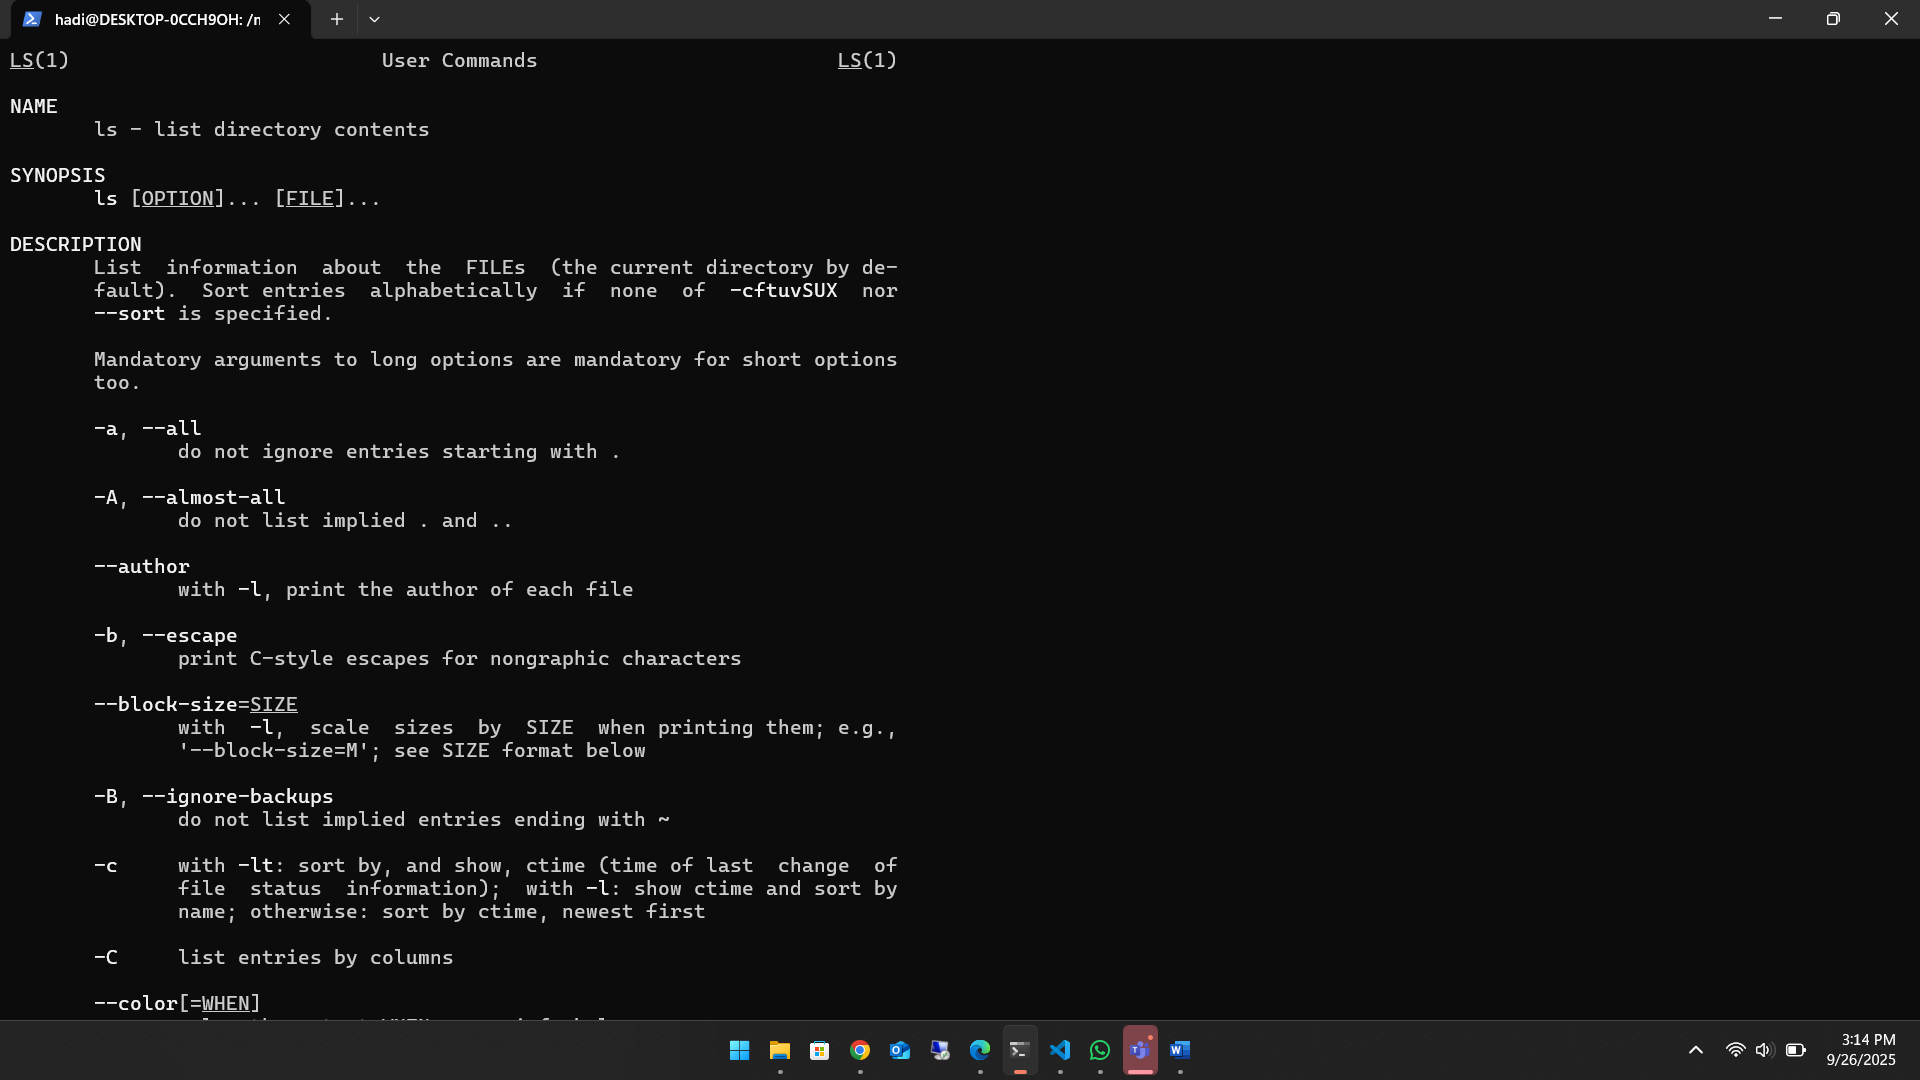 hadi@DESKTOP-0CCH9OH: /n
LS(1) User Commands LS(1)
NAME
ls - list directory contents
SYNOPSIS
ls [OPTION]... [FILE]...
DESCRIPTION
List information about the FILEs (the current directory by de-
fault). Sort entries alphabetically if none of -cftuvSUX nor
--sort is specified.
Mandatory arguments to long options are mandatory for short options
too.
-a, --all
do not ignore entries starting with .
-A, --almost-all
do not list implied . and ..
--author
with -l, print the author of each file
-b, --escape
print C-style escapes for nongraphic characters
--block-size=SIZE
with -l, scale sizes by SIZE when printing them; e.g.,
'--block-size=M'; see SIZE format below
-B, --ignore-backups
do not list implied entries ending with ~
-c with -lt: sort by, and show, ctime (time of last change of
file status information); with -l: show ctime and sort by
name; otherwise: sort by ctime, newest first
-C list entries by columns
--color[=WHEN]
3:14 PM
9/26/2025